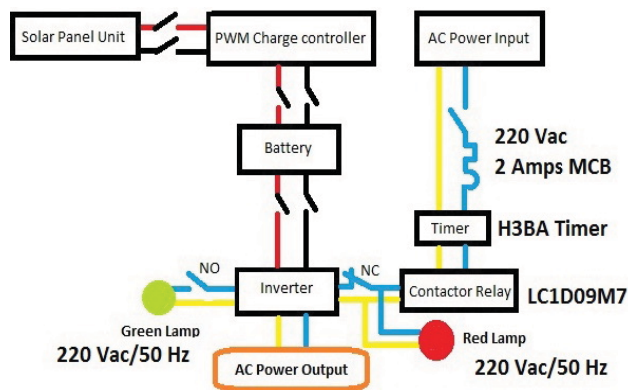 Solar Panel Unit
PWM Charge controller
AC Power Input
Battery
220 Vac
2 Amps MCB
Timer
H3BA Timer
NO
Inverter
NC
Contactor Relay
LC1D09M7
Green Lamp
220 Vac/50 Hz
AC Power Output
Red Lamp
220 Vac/50 Hz